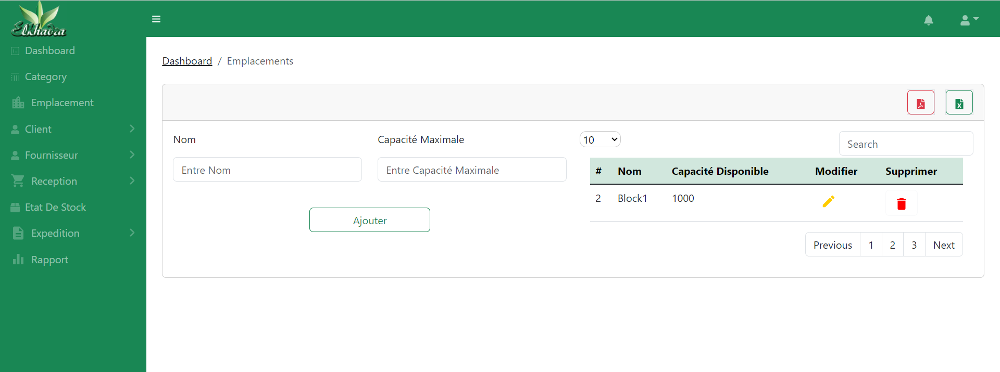 Elkhadra
Dashboard
Category
Emplacement
Client
Fournisseur
Reception
Etat De Stock
Expedition
Rapport
Dashboard / Emplacements
Nom
Capacité Maximale
Entre Nom
Entre Capacité Maximale
Ajouter
10
Search
# Nom Capacité Disponible Modifier Supprimer
2 Block1 1000
Previous 1 2 3 Next